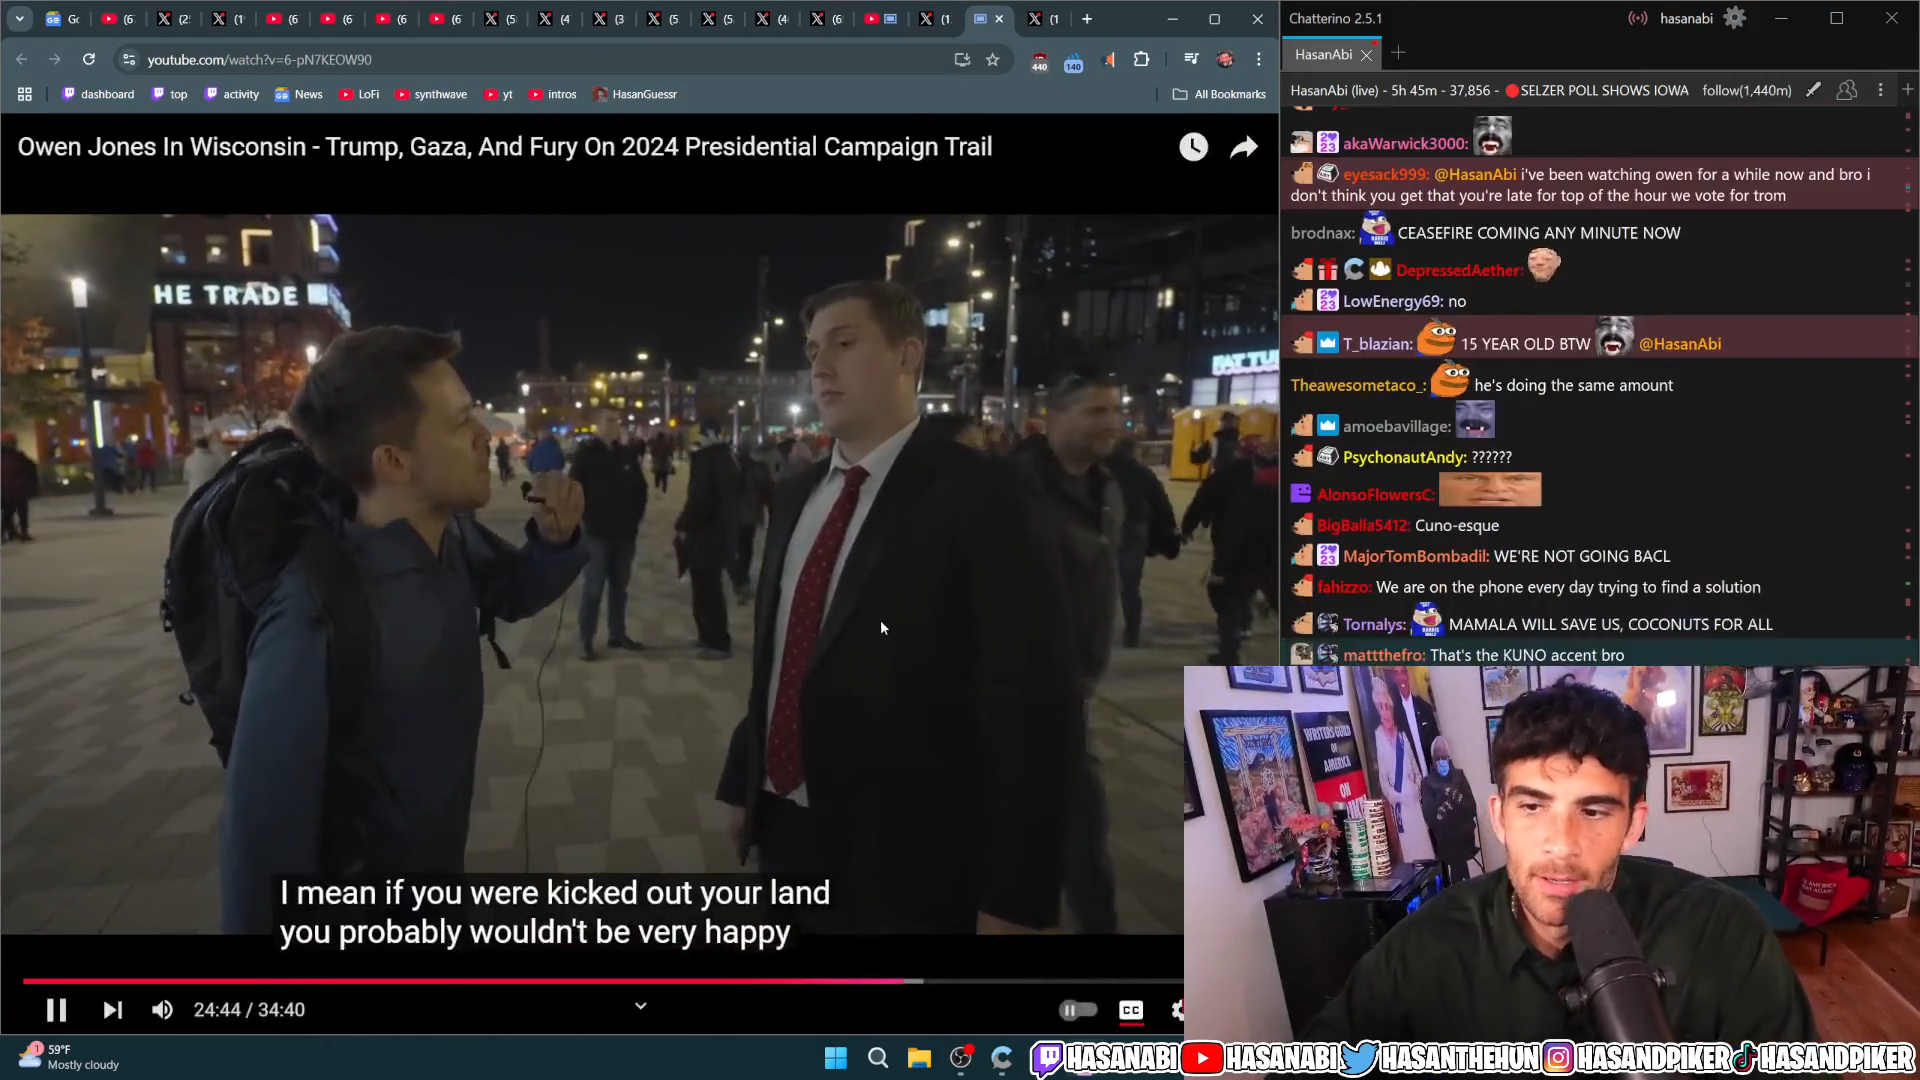 youtube.com/watch?v=6-pN7KEOW90
440
140
dashboard
top
activity
News
LoFi
synthwave
yt
intros
HasanGuessr
All Bookmarks
Owen Jones In Wisconsin - Trump, Gaza, And Fury On 2024 Presidential Campaign Trail
HE TRADE
I mean if you were kicked out your land
you probably wouldn't be very happy
24:44 / 34:40
CC
59°F
Mostly cloudy
Chatterino 2.5.1
hasanabi
HasanAbi
HasanAbi (live) - 5h 45m - 37,856 - 🔴SELZER POLL SHOWS IOWA
follow(1,440m)
akaWarwick3000:
eyesack999: @HasanAbi i've been watching owen for a while now and bro i
don't think you get that you're late for top of the hour we vote for trom
brodnax: CEASEFIRE COMING ANY MINUTE NOW
DepressedAether:
LowEnergy69: no
T_blazian: 15 YEAR OLD BTW @HasanAbi
Theawesometaco_: he's doing the same amount
amoebavillage:
PsychonautAndy: ??????
AlonsoFlowersC:
BigBalla5412: Cuno-esque
MajorTomBombadil: WE'RE NOT GOING BACL
fahizzo: We are on the phone every day trying to find a solution
Tornalys: MAMALA WILL SAVE US, COCONUTS FOR ALL
mattthefro: That's the KUNO accent bro
WRITERS GUILD
OF
AMERICA
ON
HASANABI
HASANABI
HASANTHEHUN
HASANDPIKER
HASANDPIKER